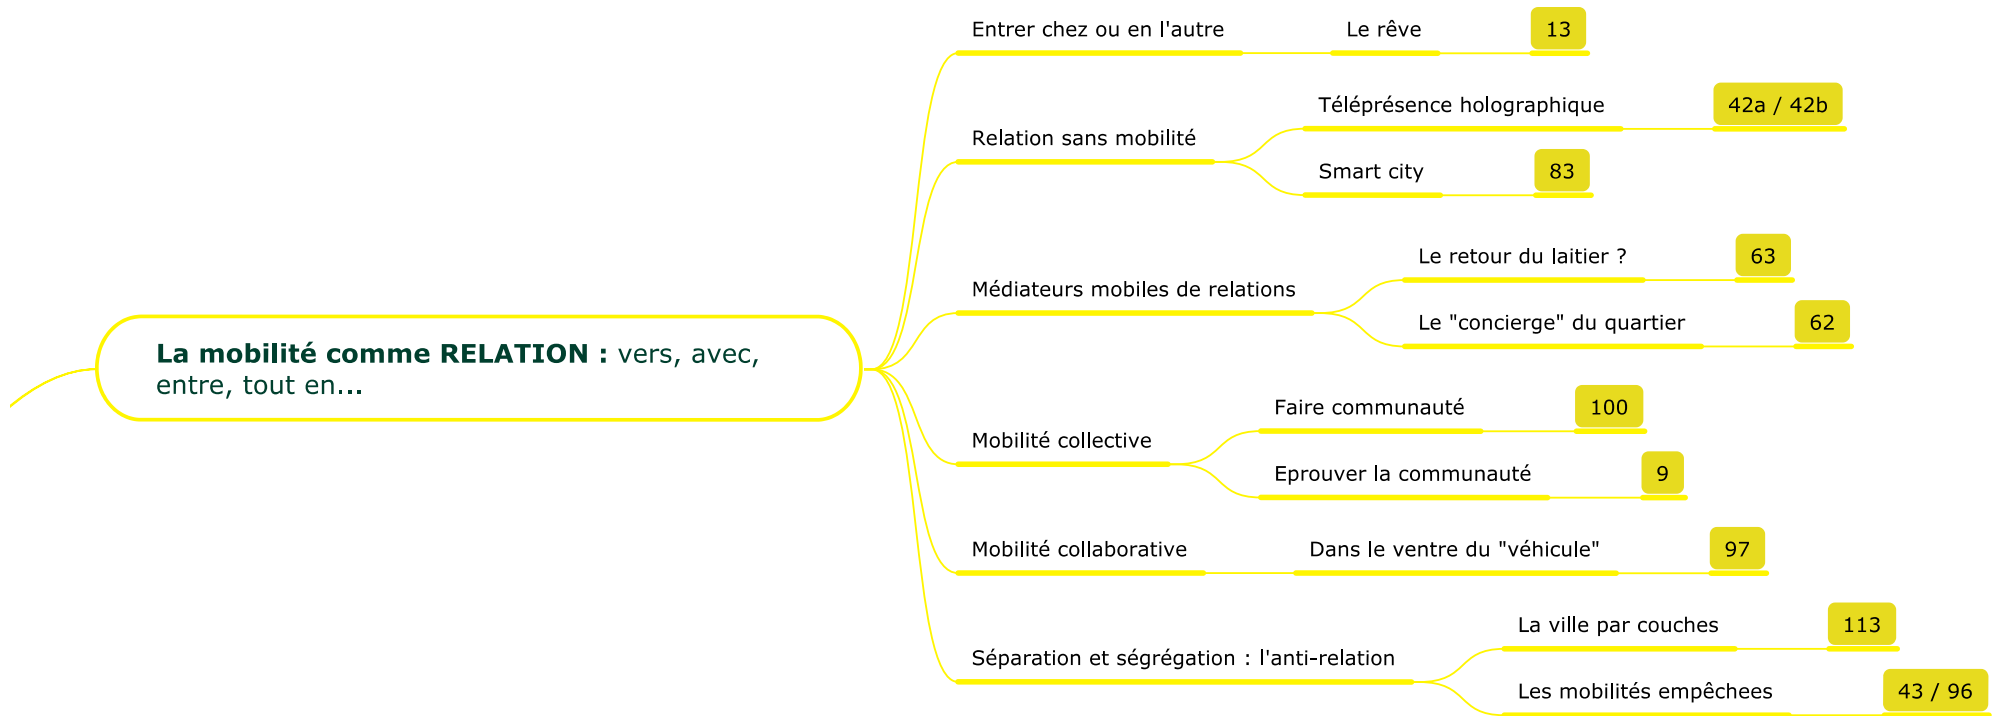 Entrer chez ou en l'autre
Le rêve
13
Relation sans mobilité
Téléprésence holographique
42a / 42b
Smart city
83
Médiateurs mobiles de relations
Le retour du laitier ?
63
Le "concierge" du quartier
62
La mobilité comme RELATION : vers, avec,
entre, tout en...
Mobilité collective
Faire communauté
100
Eprouver la communauté
9
Mobilité collaborative
Dans le ventre du "véhicule"
97
Séparation et ségrégation : l'anti-relation
La ville par couches
113
Les mobilités empêchees
43 / 96